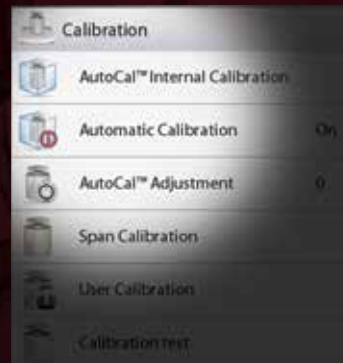 Calibration
AutoCal™ Internal Calibration
Automatic Calibration On
AutoCal™ Adjustment 0
Span Calibration
User Calibration
Calibration test